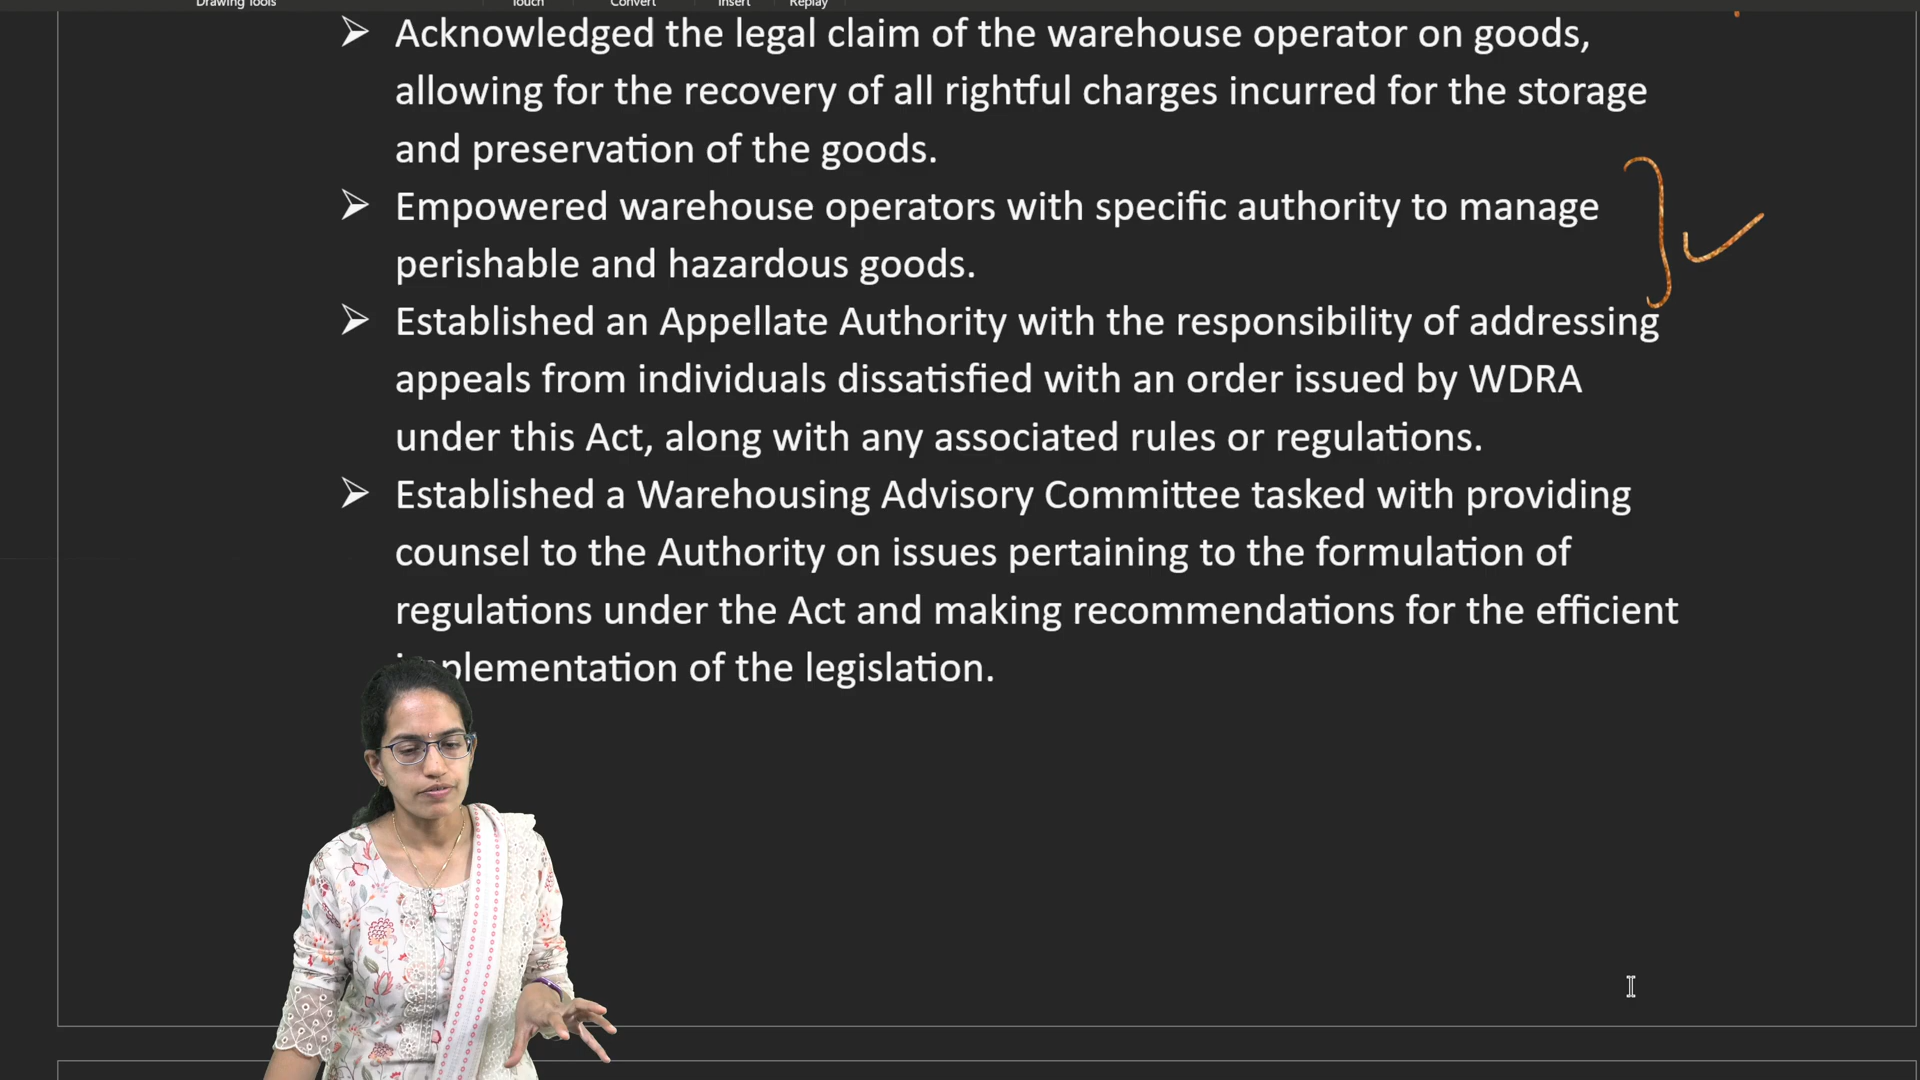 Drawing Tools Touch Convert Insert Replay
Acknowledged the legal claim of the warehouse operator on goods,
allowing for the recovery of all rightful charges incurred for the storage
and preservation of the goods.
Empowered warehouse operators with specific authority to manage
perishable and hazardous goods.
Established an Appellate Authority with the responsibility of addressing
appeals from individuals dissatisfied with an order issued by WDRA
under this Act, along with any associated rules or regulations.
Established a Warehousing Advisory Committee tasked with providing
counsel to the Authority on issues pertaining to the formulation of
regulations under the Act and making recommendations for the efficient
implementation of the legislation.